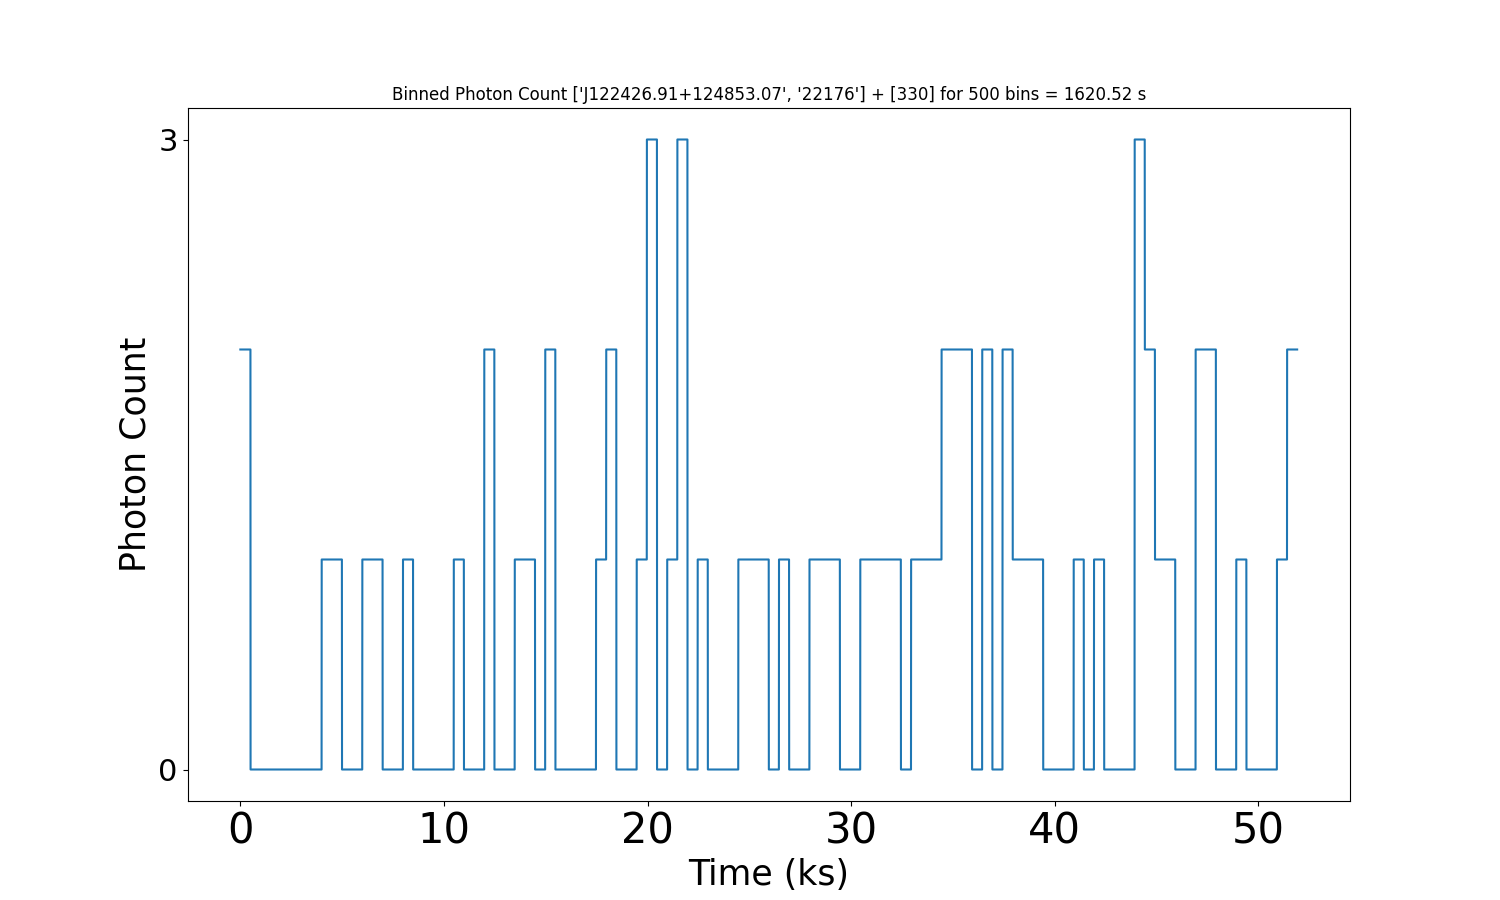 Binned Photon Count ['J122426.91+124853.07', '22176'] + [330] for 500 bins = 1620.52 s
3
Photon Count
0
0 10 20 30 40 50
Time (ks)